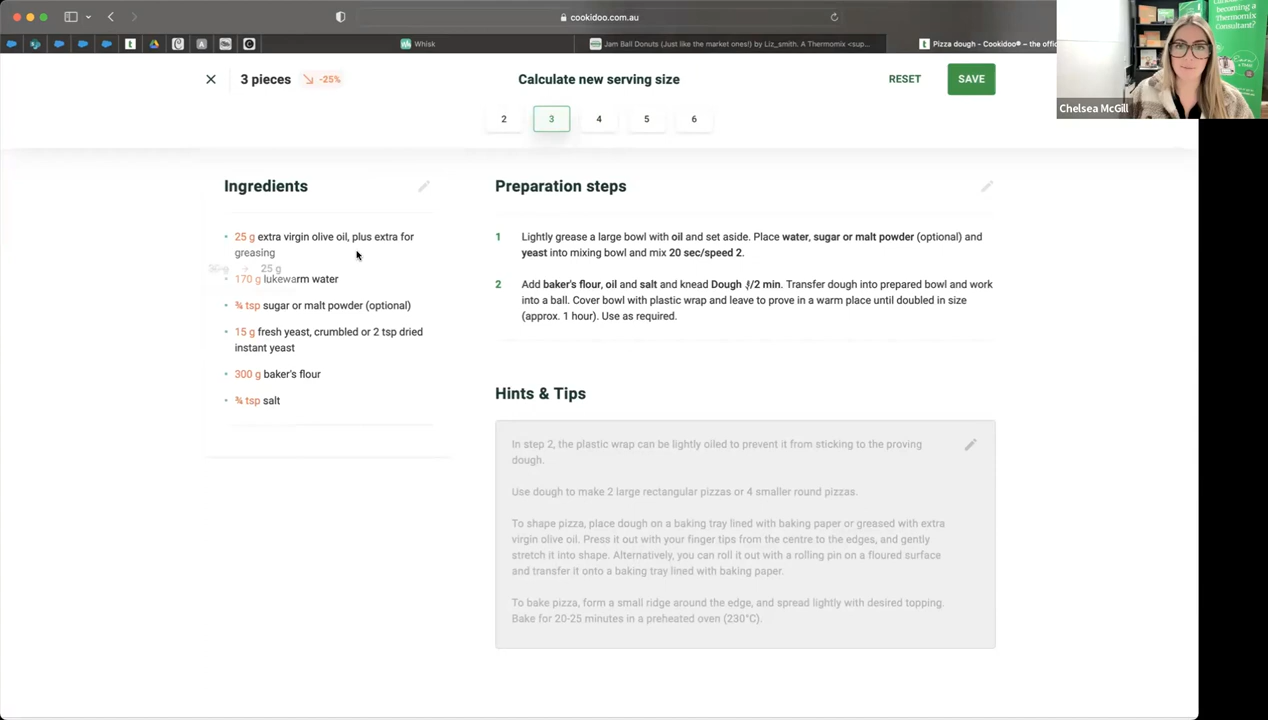 cookidoo.com.au
Whisk
Jam Ball Donuts (Just like the market ones!) by Liz_smith. A Thermomix <sup...
Pizza dough - Cookidoo® – the offi
3 pieces
-25%
Calculate new serving size
RESET
SAVE
2
3
4
5
6
Ingredients
25 g extra virgin olive oil, plus extra for
greasing
25 g
170 g lukewarm water
¾ tsp sugar or malt powder (optional)
15 g fresh yeast, crumbled or 2 tsp dried
instant yeast
300 g baker's flour
¾ tsp salt
Preparation steps
1
Lightly grease a large bowl with oil and set aside. Place water, sugar or malt powder (optional) and
yeast into mixing bowl and mix 20 sec/speed 2.
2
Add baker's flour, oil and salt and knead Dough /2 min. Transfer dough into prepared bowl and work
into a ball. Cover bowl with plastic wrap and leave to prove in a warm place until doubled in size
(approx. 1 hour). Use as required.
Hints & Tips
In step 2, the plastic wrap can be lightly oiled to prevent it from sticking to the proving
dough.
Use dough to make 2 large rectangular pizzas or 4 smaller round pizzas.
To shape pizza, place dough on a baking tray lined with baking paper or greased with extra
virgin olive oil. Press it out with your finger tips from the centre to the edges, and gently
stretch it into shape. Alternatively, you can roll it out with a rolling pin on a floured surface
and transfer it onto a baking tray lined with baking paper.
To bake pizza, form a small ridge around the edge, and spread lightly with desired topping.
Bake for 20-25 minutes in a preheated oven (230°C).
becoming a
Thermomix
Consultant?
Chelsea McGill